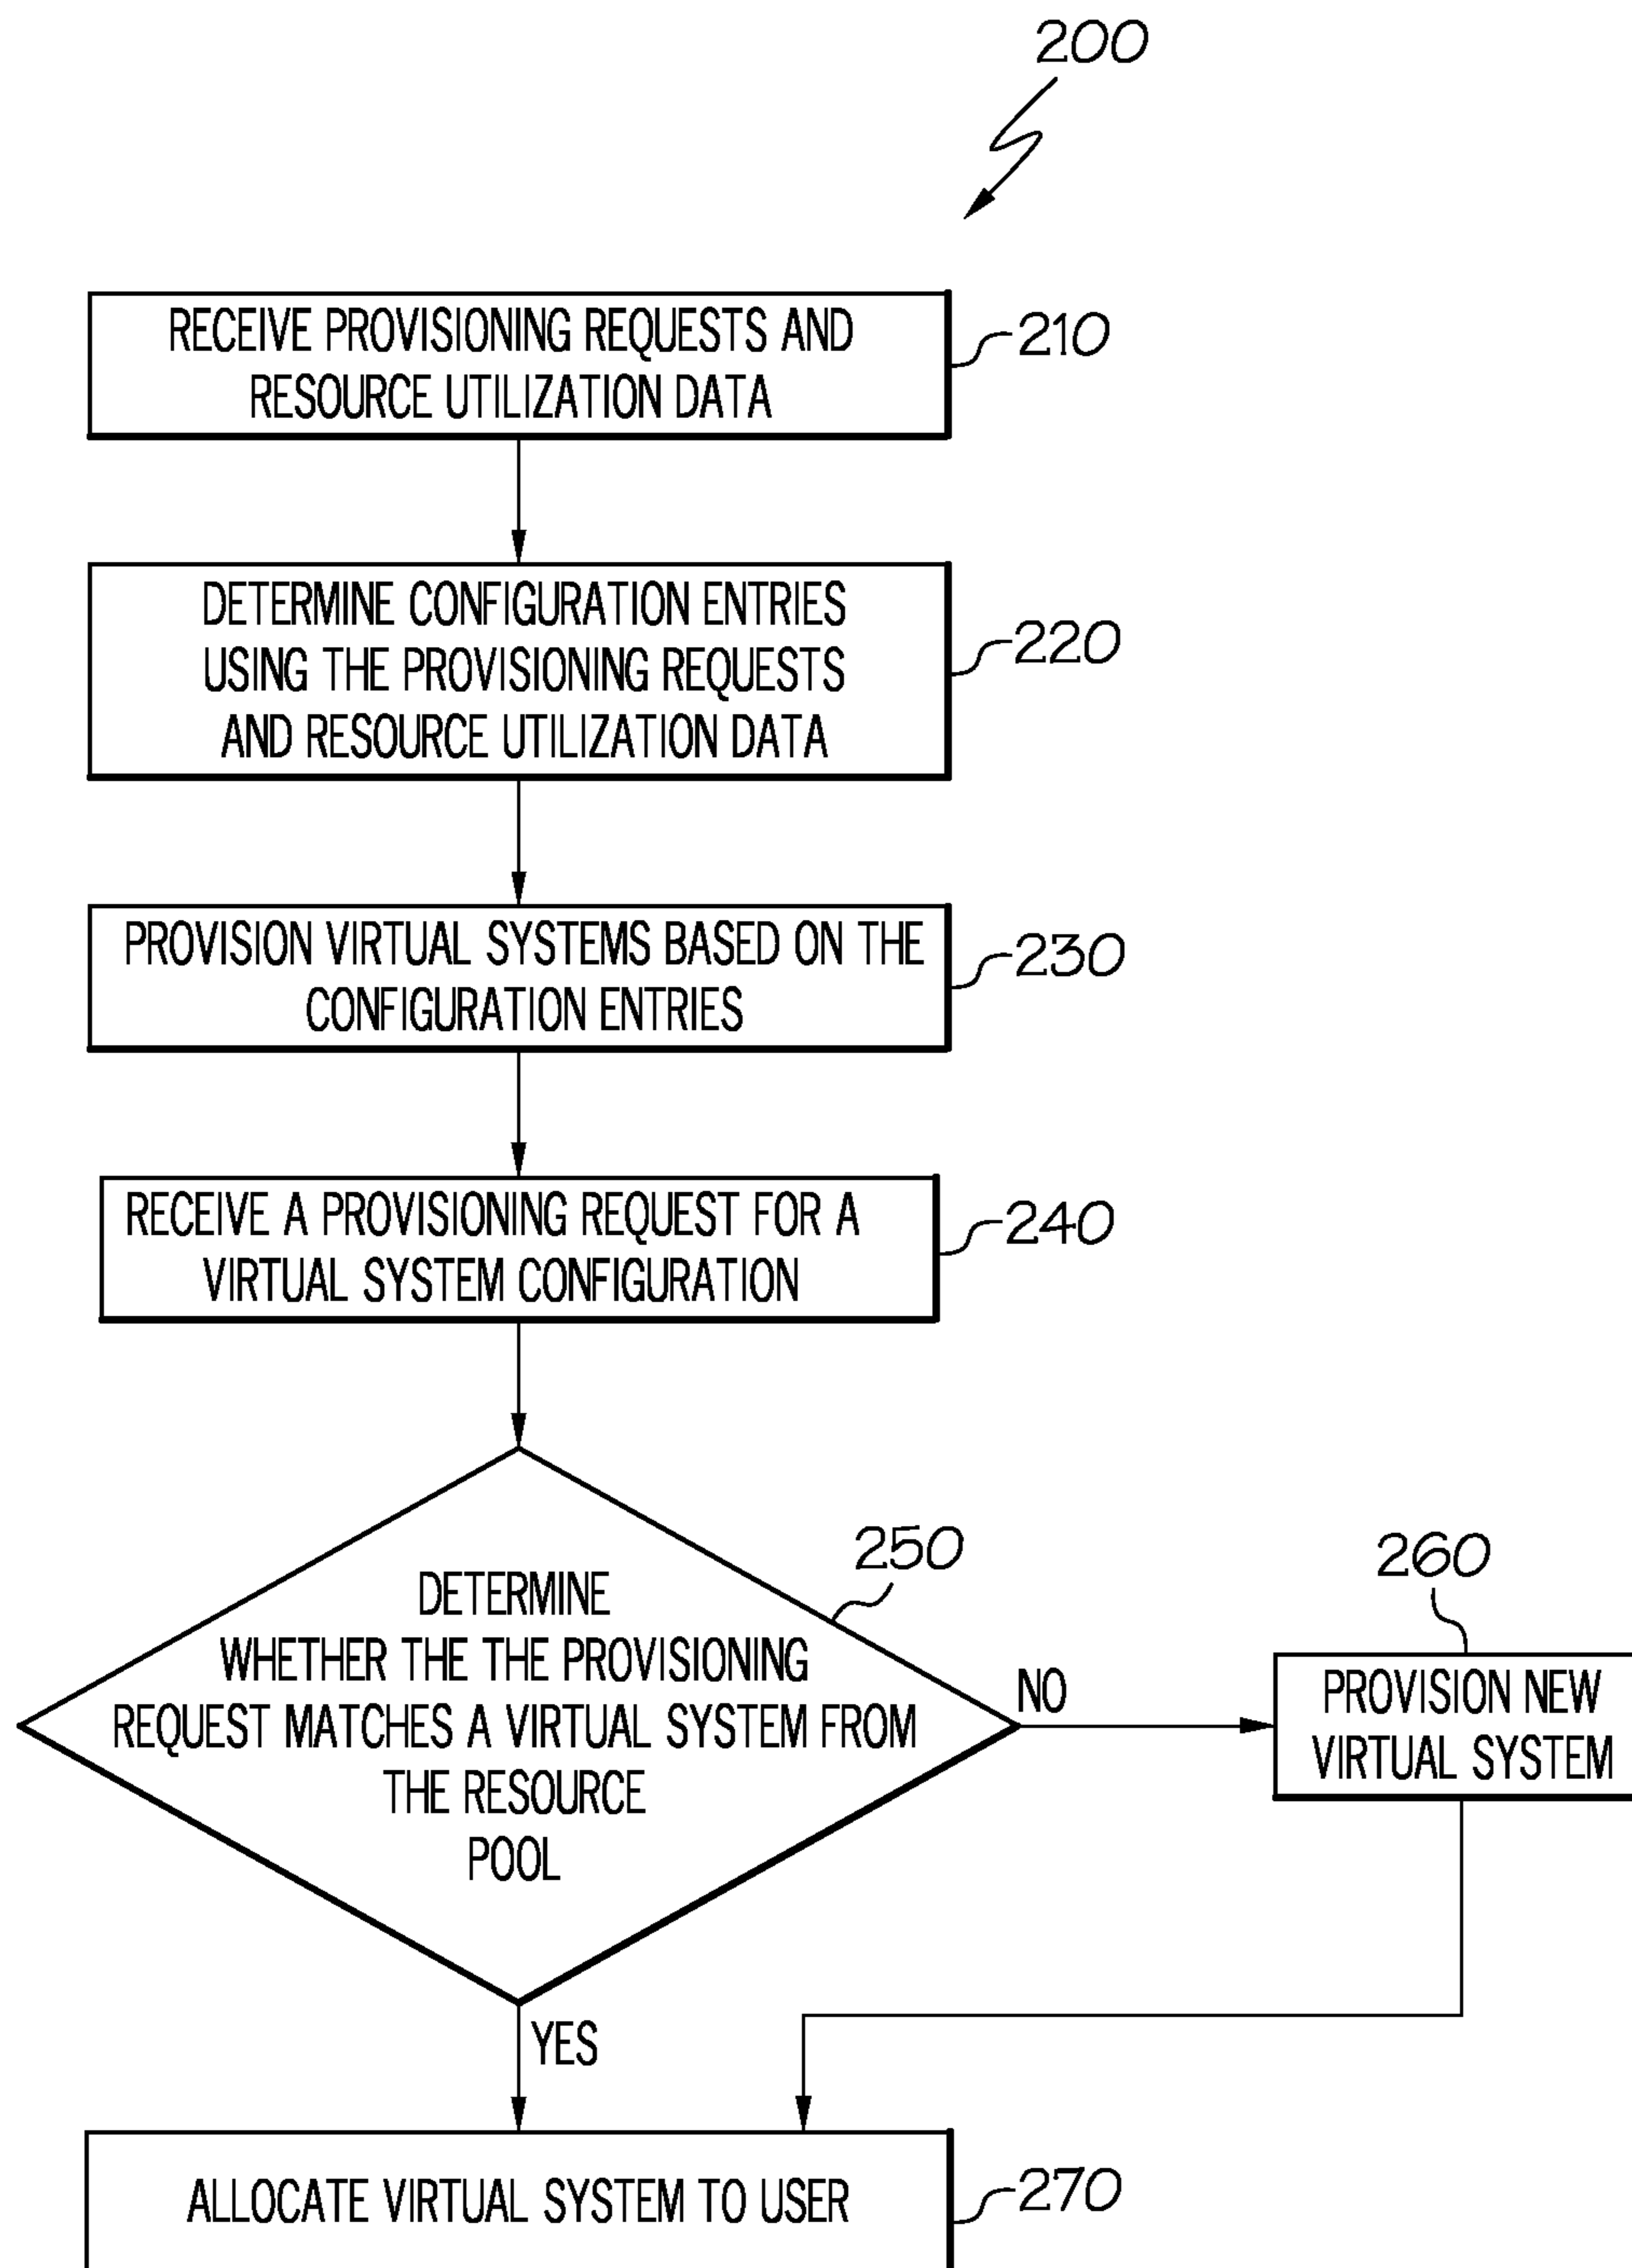 200
RECEIVE PROVISIONING REQUESTS AND
RESOURCE UTILIZATION DATA
210
DETERMINE CONFIGURATION ENTRIES
USING THE PROVISIONING REQUESTS
AND RESOURCE UTILIZATION DATA
220
PROVISION VIRTUAL SYSTEMS BASED ON THE
CONFIGURATION ENTRIES
230
RECEIVE A PROVISIONING REQUEST FOR A
VIRTUAL SYSTEM CONFIGURATION
240
DETERMINE
WHETHER THE THE PROVISIONING
REQUEST MATCHES A VIRTUAL SYSTEM FROM
THE RESOURCE
POOL
250
NO
260
PROVISION NEW
VIRTUAL SYSTEM
YES
ALLOCATE VIRTUAL SYSTEM TO USER
270